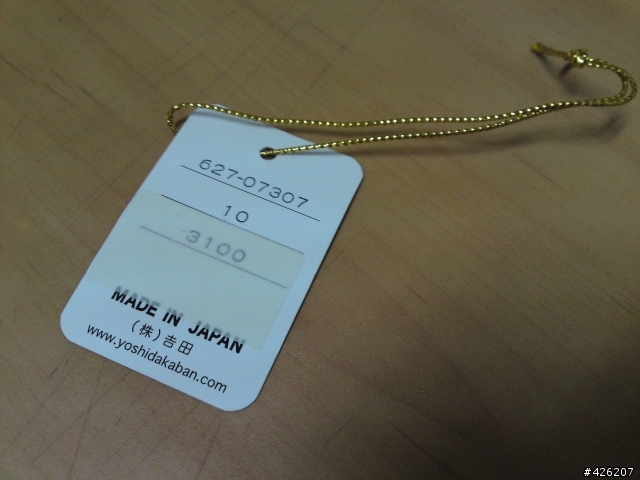 627-07307
10
3100
MADE IN JAPAN
(株)吉田
www.yoshidakaban.com
#426207